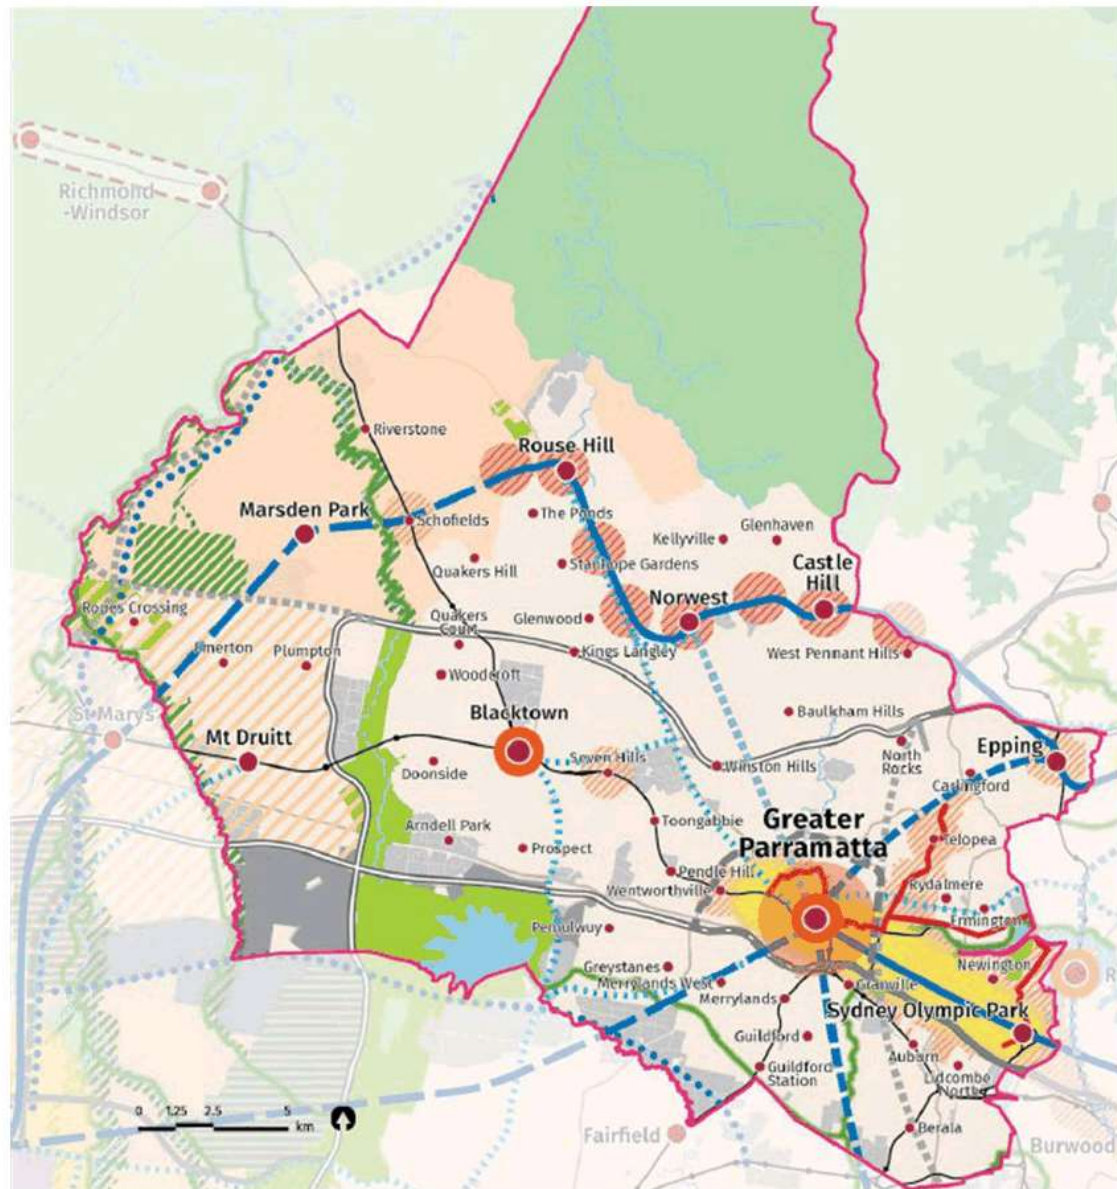 Richmond
-Windsor
Riverstone
Rouse Hill
Marsden Park
Schofields
The Ponds
Kellyville
Glenhaven
Quakers Hill
Stanhope Gardens
Castle
Hill
Norwest
Ropes Crossing
Quakers
Court
Glenwood
Emerton
Plumpton
Kings Langley
West Pennant Hills
Woodcroft
St Marys
Blacktown
Baulkham Hills
Mt Druitt
Doonside
Seven Hills
Winston Hills
North
Rocks
Epping
Carlingford
Arndell Park
Toongabbie
Greater
Parramatta
Prospect
Telopea
Pendle Hill
Wentworthville
Rydalmere
Ermington
Pemulwuy
Greystanes
Merrylands West
Newington
R
Granville
Merrylands
Sydney Olympic Park
Guildford
Auburn
Guildford
Station
Lidcombe
North
0 1.25 2.5 5
km
Fairfield
Berala
Burwood